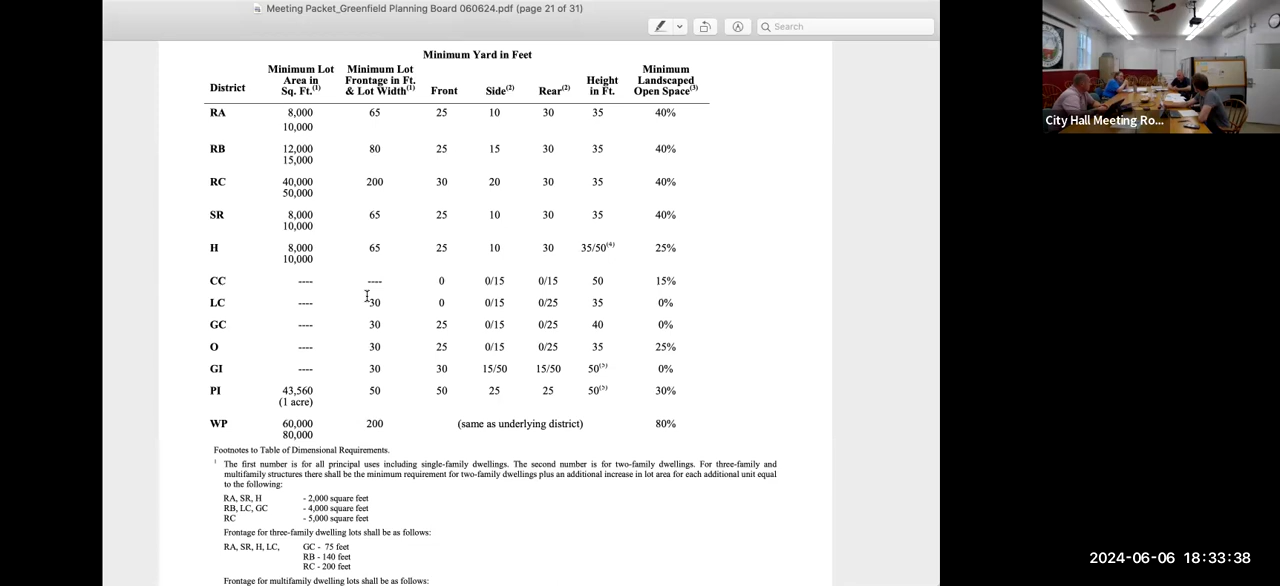 Meeting Packet_Greenfield Planning Board 060624.pdf (page 21 of 31)
Search
Minimum Yard in Feet
District Minimum Lot Area in Sq. Ft.(1) Minimum Lot Frontage in Ft. & Lot Width(1) Front Side(2) Rear(2) Height in Ft. Minimum Landscaped Open Space(3)
RA 8,000 65 25 10 30 35 40%
10,000
RB 12,000 80 25 15 30 35 40%
15,000
RC 40,000 200 30 20 30 35 40%
50,000
SR 8,000 65 25 10 30 35 40%
10,000
H 8,000 65 25 10 30 35/50(4) 25%
10,000
CC ---- ---- 0 0/15 0/15 50 15%
LC ---- 30 0 0/15 0/25 35 0%
GC ---- 30 25 0/15 0/25 40 0%
O ---- 30 25 0/15 0/25 35 25%
GI ---- 30 30 15/50 15/50 50(5) 0%
PI 43,560 50 50 25 25 50(5) 30%
(1 acre)
WP 60,000 200 (same as underlying district) 80%
80,000
Footnotes to Table of Dimensional Requirements.
1 The first number is for all principal uses including single-family dwellings. The second number is for two-family dwellings. For three-family and
multifamily structures there shall be the minimum requirement for two-family dwellings plus an additional increase in lot area for each additional unit equal
to the following:
RA, SR, H - 2,000 square feet
RB, LC, GC - 4,000 square feet
RC - 5,000 square feet
Frontage for three-family dwelling lots shall be as follows:
RA, SR, H, LC, GC - 75 feet
RB - 140 feet
RC - 200 feet
Frontage for multifamily dwelling lots shall be as follows:
City Hall Meeting Ro...
2024-06-06 18:33:38